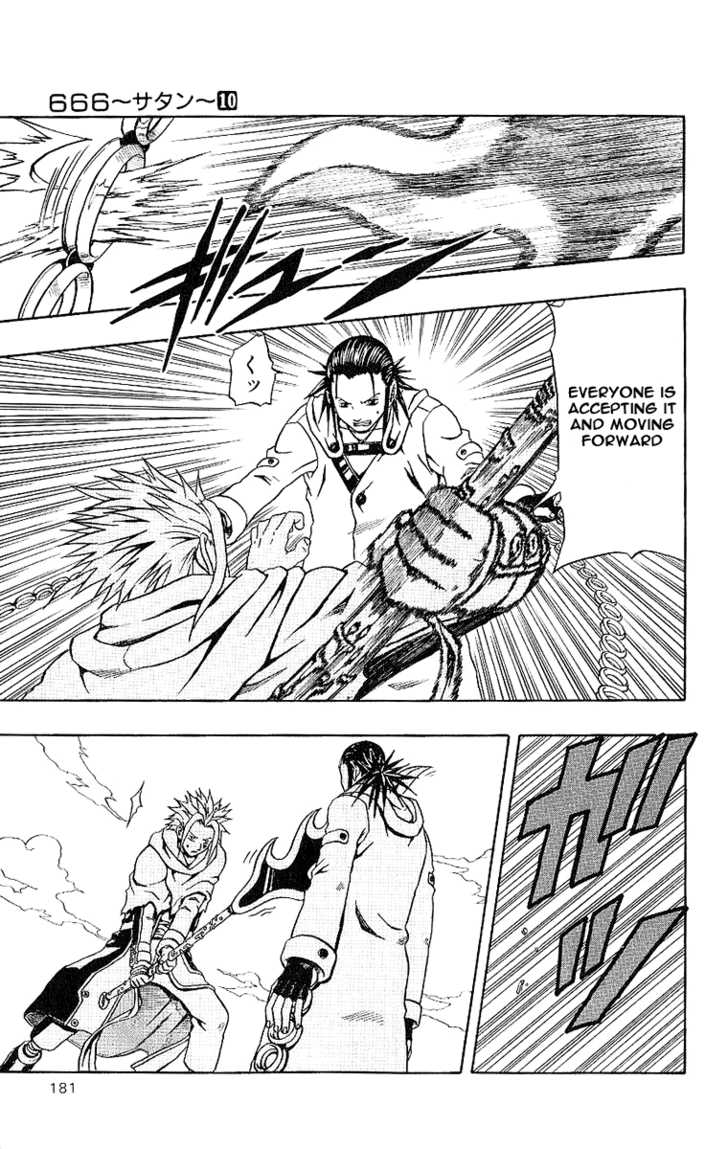 666～サタン～10
ギュ―ン
EVERYONE IS
ACCEPTING IT
AND MOVING
FORWARD
くッ
ガッ
181